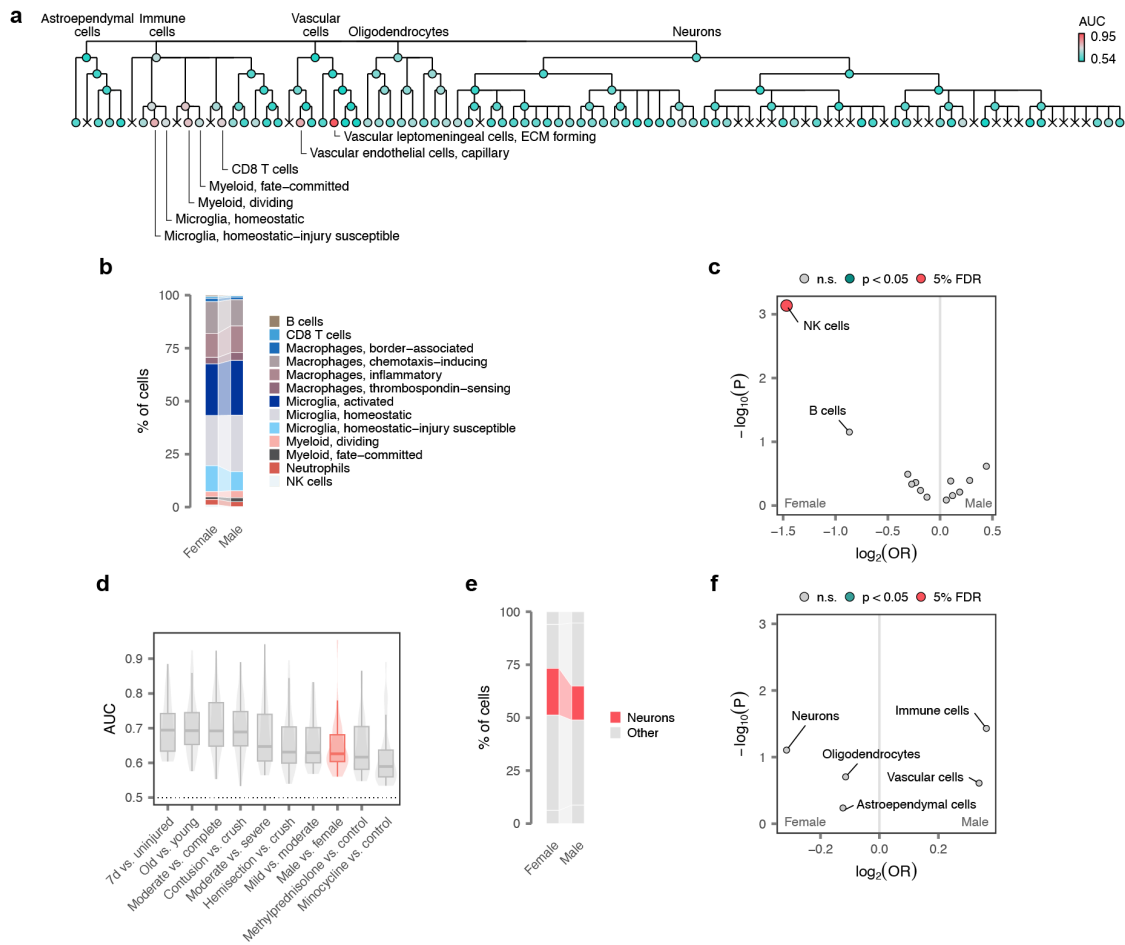 a
Astroependymal cells
Immune cells
Vascular cells
Oligodendrocytes
Neurons
AUC
0.95
0.54
Vascular leptomeningeal cells, ECM forming
Vascular endothelial cells, capillary
CD8 T cells
Myeloid, fate−committed
Myeloid, dividing
Microglia, homeostatic
Microglia, homeostatic−injury susceptible
b
% of cells
100
75
50
25
0
Female
Male
B cells
CD8 T cells
Macrophages, border−associated
Macrophages, chemotaxis−inducing
Macrophages, inflammatory
Macrophages, thrombospondin−sensing
Microglia, activated
Microglia, homeostatic
Microglia, homeostatic−injury susceptible
Myeloid, dividing
Myeloid, fate−committed
Neutrophils
NK cells
c
n.s.
p < 0.05
5% FDR
−log10(P)
3
2
1
0
NK cells
B cells
Female
Male
−1.5
−1.0
−0.5
0.0
0.5
log2(OR)
d
AUC
0.9
0.8
0.7
0.6
0.5
7d vs. uninjured
Old vs. young
Moderate vs. complete
Contusion vs. crush
Moderate vs. severe
Hemisection vs. crush
Mild vs. moderate
Male vs. female
Methylprednisolone vs. control
Minocycline vs. control
e
% of cells
100
75
50
25
0
Female
Male
Neurons
Other
f
n.s.
p < 0.05
5% FDR
−log10(P)
3
2
1
0
Neurons
Immune cells
Oligodendrocytes
Vascular cells
Astroependymal cells
Female
Male
−0.2
0.0
0.2
log2(OR)